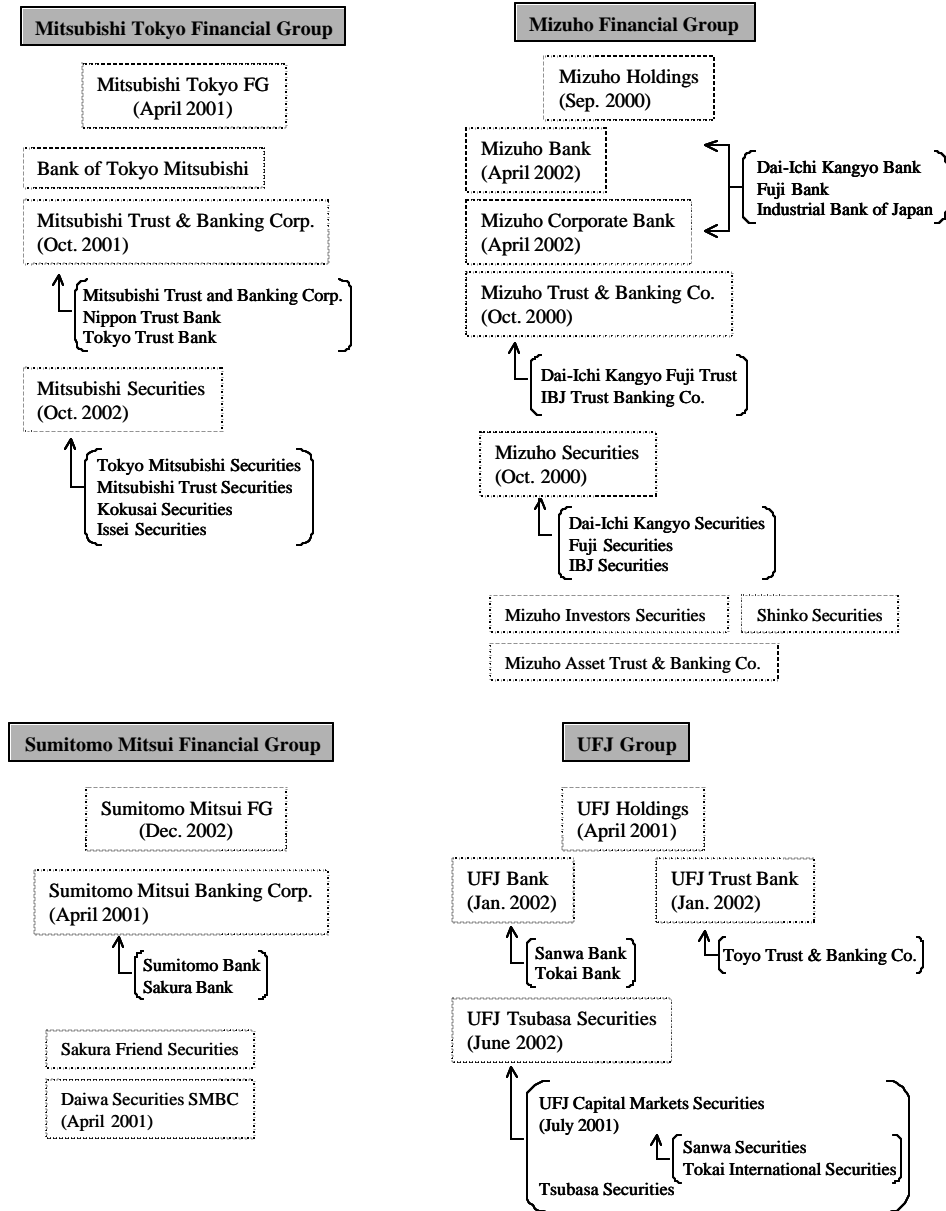 Mitsubishi Tokyo Financial Group
Mitsubishi Tokyo FG
(April 2001)
Bank of Tokyo Mitsubishi
Mitsubishi Trust & Banking Corp.
(Oct. 2001)
Mitsubishi Trust and Banking Corp.
Nippon Trust Bank
Tokyo Trust Bank
Mitsubishi Securities
(Oct. 2002)
Tokyo Mitsubishi Securities
Mitsubishi Trust Securities
Kokusai Securities
Issei Securities
Mizuho Financial Group
Mizuho Holdings
(Sep. 2000)
Mizuho Bank
(April 2002)
Dai-Ichi Kangyo Bank
Fuji Bank
Industrial Bank of Japan
Mizuho Corporate Bank
(April 2002)
Mizuho Trust & Banking Co.
(Oct. 2000)
Dai-Ichi Kangyo Fuji Trust
IBJ Trust Banking Co.
Mizuho Securities
(Oct. 2000)
Dai-Ichi Kangyo Securities
Fuji Securities
IBJ Securities
Mizuho Investors Securities
Shinko Securities
Mizuho Asset Trust & Banking Co.
Sumitomo Mitsui Financial Group
Sumitomo Mitsui FG
(Dec. 2002)
Sumitomo Mitsui Banking Corp.
(April 2001)
Sumitomo Bank
Sakura Bank
Sakura Friend Securities
Daiwa Securities SMBC
(April 2001)
UFJ Group
UFJ Holdings
(April 2001)
UFJ Bank
(Jan. 2002)
Sanwa Bank
Tokai Bank
UFJ Trust Bank
(Jan. 2002)
Toyo Trust & Banking Co.
UFJ Tsubasa Securities
(June 2002)
UFJ Capital Markets Securities
(July 2001)
Sanwa Securities
Tokai International Securities
Tsubasa Securities